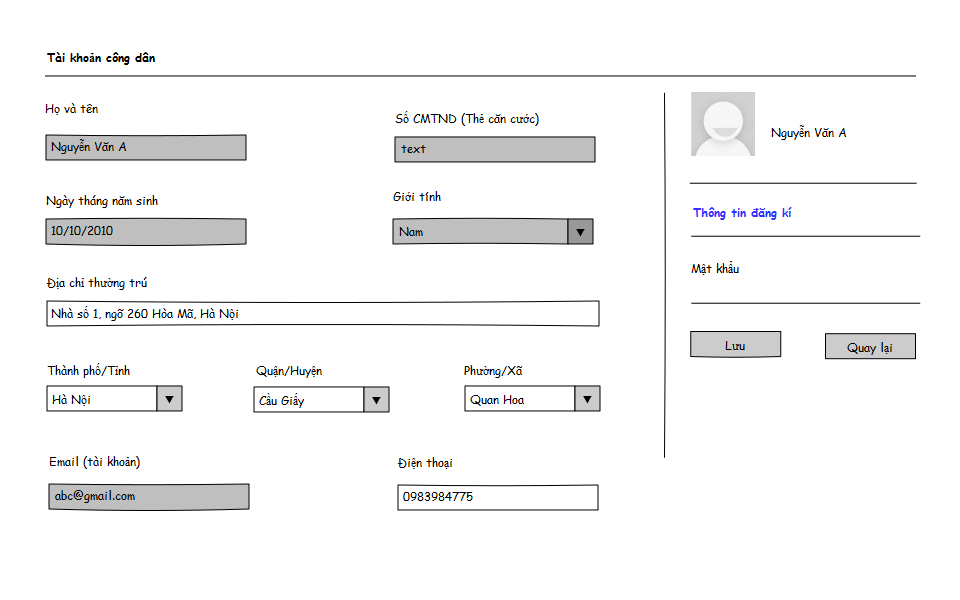 Tài khoản công dân
Họ và tên
Số CMTND (Thẻ căn cước)
Nguyễn Văn A
text
Ngày tháng năm sinh
Giới tính
10/10/2010
Nam
Địa chỉ thường trú
Nhà số 1, ngõ 260 Hòa Mã, Hà Nội
Thành phố/Tỉnh
Quận/Huyện
Phường/Xã
Hà Nội
Cầu Giấy
Quan Hoa
Email (tài khoản)
Điện thoại
abc@gmail.com
0983984775
Nguyễn Văn A
Thông tin đăng kí
Mật khẩu
Lưu
Quay lại